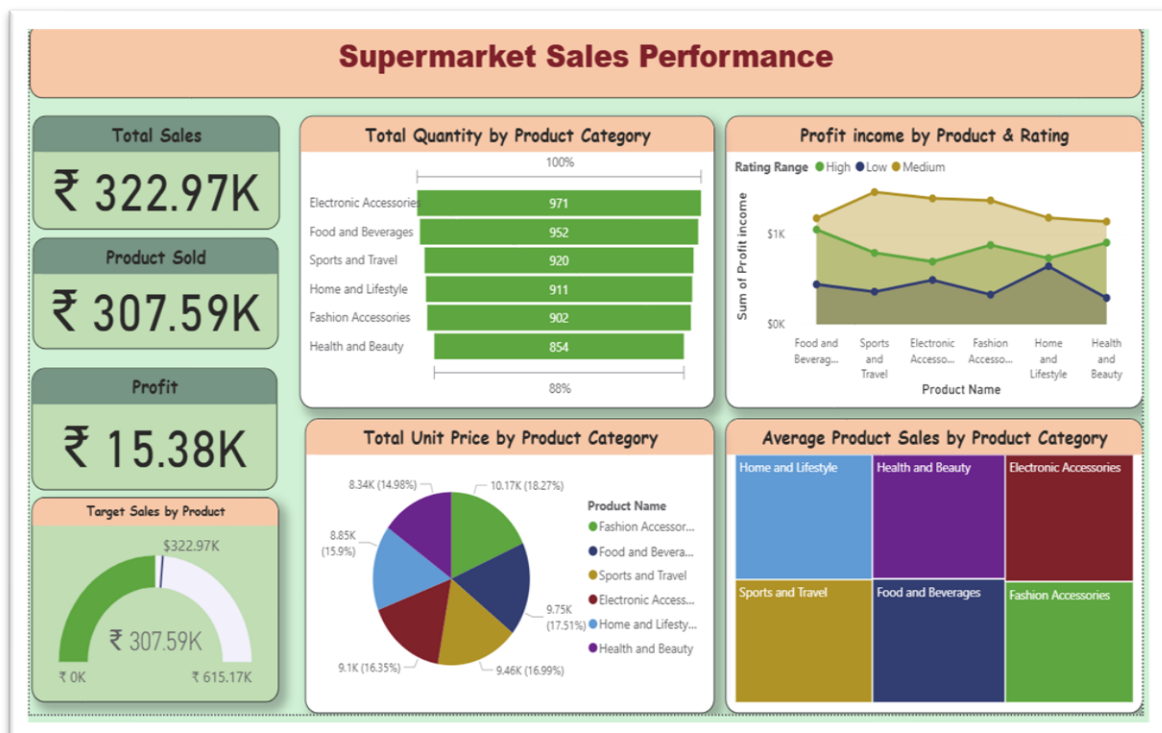 Supermarket Sales Performance
Total Sales
₹ 322.97K
Product Sold
₹ 307.59K
Profit
₹ 15.38K
Target Sales by Product
$322.97K
₹ 307.59K
₹ 0K
₹ 615.17K
Total Quantity by Product Category
100%
Electronic Accessories 971
Food and Beverages 952
Sports and Travel 920
Home and Lifestyle 911
Fashion Accessories 902
Health and Beauty 854
88%
Profit income by Product & Rating
Rating Range High Low Medium
Sum of Profit income
$1K
$0K
Food and
Beverag...
Sports
and
Travel
Electronic
Accesso...
Fashion
Accesso...
Home
and
Lifestyle
Health
and
Beauty
Product Name
Total Unit Price by Product Category
8.34K (14.98%)
10.17K (18.27%)
8.85K
(15.9%)
9.75K
(17.51%)
9.1K (16.35%)
9.46K (16.99%)
Product Name
Fashion Accessor...
Food and Bevera...
Sports and Travel
Electronic Access...
Home and Lifesty...
Health and Beauty
Average Product Sales by Product Category
Home and Lifestyle
Health and Beauty
Electronic Accessories
Sports and Travel
Food and Beverages
Fashion Accessories